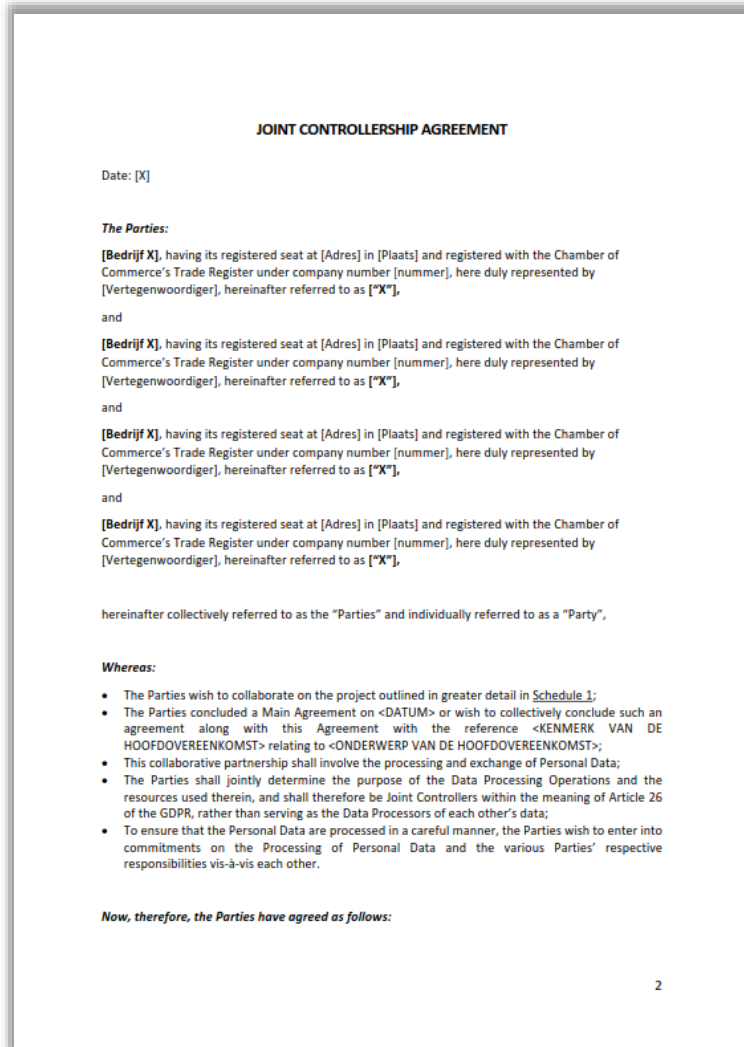 JOINT CONTROLLERSHIP AGREEMENT
Date: [X]
The Parties:
[Bedrijf X], having its registered seat at [Adres] in [Plaats] and registered with the Chamber of
Commerce's Trade Register under company number [nummer], here duly represented by
[Vertegenwoordiger], hereinafter referred to as ["X"],
and
[Bedrijf X], having its registered seat at [Adres] in [Plaats] and registered with the Chamber of
Commerce's Trade Register under company number [nummer], here duly represented by
[Vertegenwoordiger], hereinafter referred to as ["X"],
and
[Bedrijf X], having its registered seat at [Adres] in [Plaats] and registered with the Chamber of
Commerce's Trade Register under company number [nummer], here duly represented by
[Vertegenwoordiger], hereinafter referred to as ["X"],
and
[Bedrijf X], having its registered seat at [Adres] in [Plaats] and registered with the Chamber of
Commerce's Trade Register under company number [nummer], here duly represented by
[Vertegenwoordiger], hereinafter referred to as ["X"],
hereinafter collectively referred to as the "Parties" and individually referred to as a "Party",
Whereas:
• The Parties wish to collaborate on the project outlined in greater detail in Schedule 1;
• The Parties concluded a Main Agreement on <DATUM> or wish to collectively conclude such an
agreement along with this Agreement with the reference <KENMERK VAN DE
HOOFDOVEREENKOMST> relating to <ONDERWERP VAN DE HOOFDOVEREENKOMST>;
• This collaborative partnership shall involve the processing and exchange of Personal Data;
• The Parties shall jointly determine the purpose of the Data Processing Operations and the
resources used therein, and shall therefore be Joint Controllers within the meaning of Article 26
of the GDPR, rather than serving as the Data Processors of each other's data;
• To ensure that the Personal Data are processed in a careful manner, the Parties wish to enter into
commitments on the Processing of Personal Data and the various Parties' respective
responsibilities vis-à-vis each other.
Now, therefore, the Parties have agreed as follows:
2